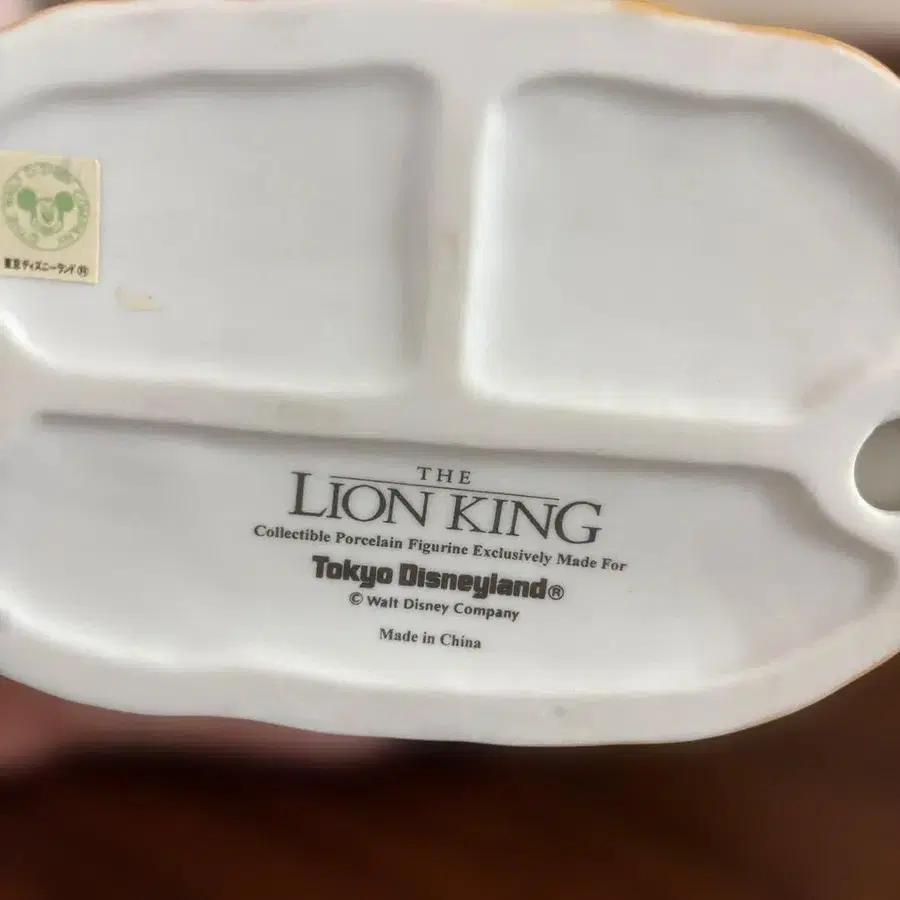 東京ディズニーランド
THE
LION KING
Collectible Porcelain Figurine Exclusively Made For
Tokyo Disneyland®
© Walt Disney Company
Made in China